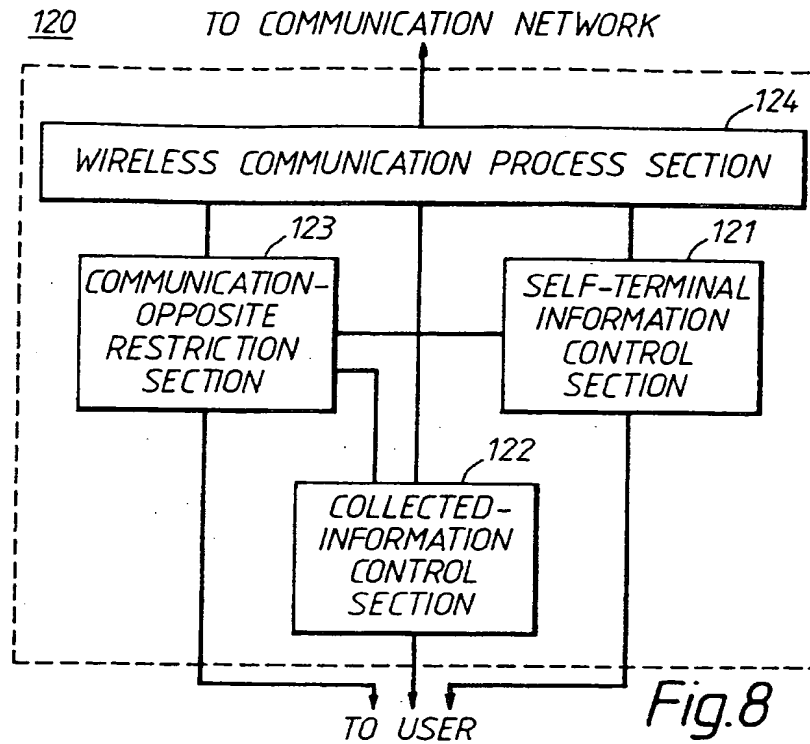 120
TO COMMUNICATION NETWORK
124
WIRELESS COMMUNICATION PROCESS SECTION
123
COMMUNICATION-
OPPOSITE
RESTRICTION
SECTION
121
SELF-TERMINAL
INFORMATION
CONTROL
SECTION
122
COLLECTED-
INFORMATION
CONTROL
SECTION
TO USER
Fig.8